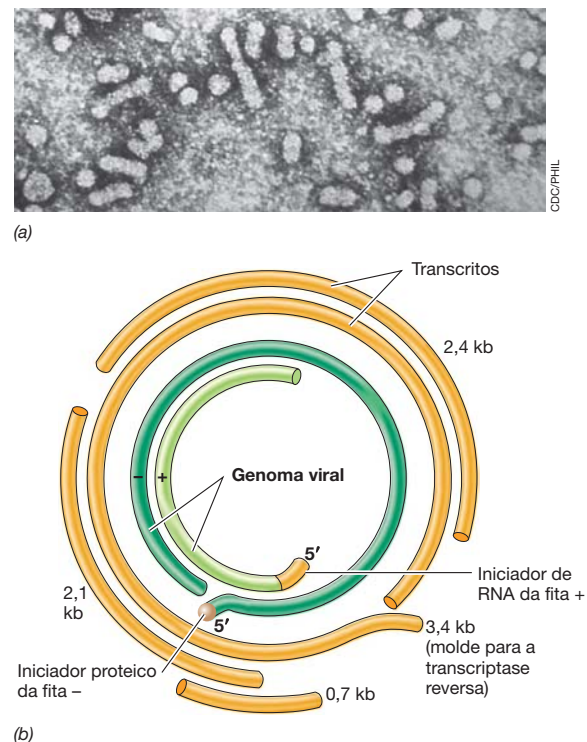 CDC/PHIL
(a)
Transcritos
2,4 kb
– +
Genoma viral
5′
Iniciador de
RNA da fita +
2,1
kb
5′
3,4 kb
(molde para a
transcriptase
reversa)
Iniciador proteico
da fita –
0,7 kb
(b)